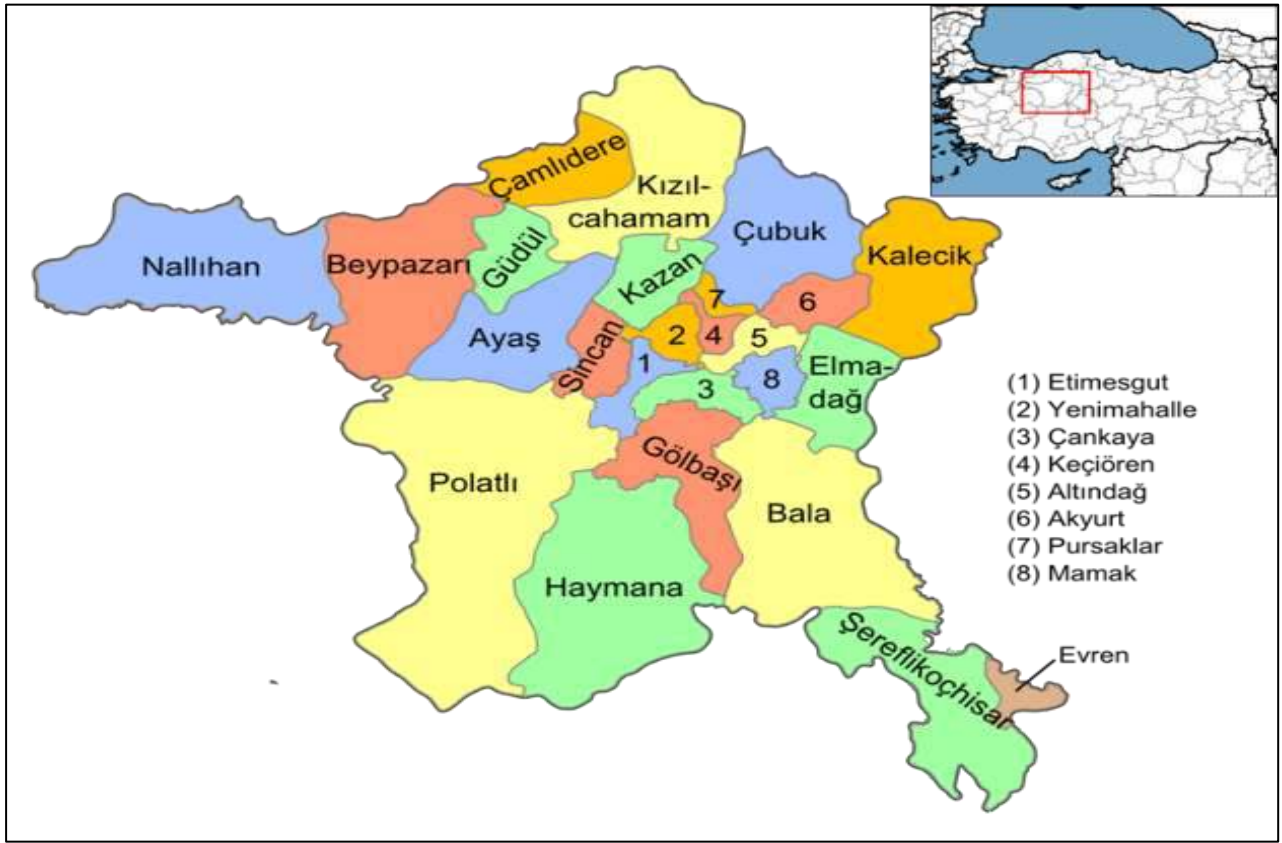 Çamlıdere
Kızıl-
cahamam
Çubuk
Kalecik
Nallıhan
Beypazarı
Güdül
Kazan
7
6
Ayaş
Sincan
2
4
5
1
Elma-
dağ
3
8
Polatlı
Gölbaşı
Bala
Haymana
Şereflikoçhisar
Evren
(1) Etimesgut
(2) Yenimahalle
(3) Çankaya
(4) Keçiören
(5) Altındağ
(6) Akyurt
(7) Pursaklar
(8) Mamak